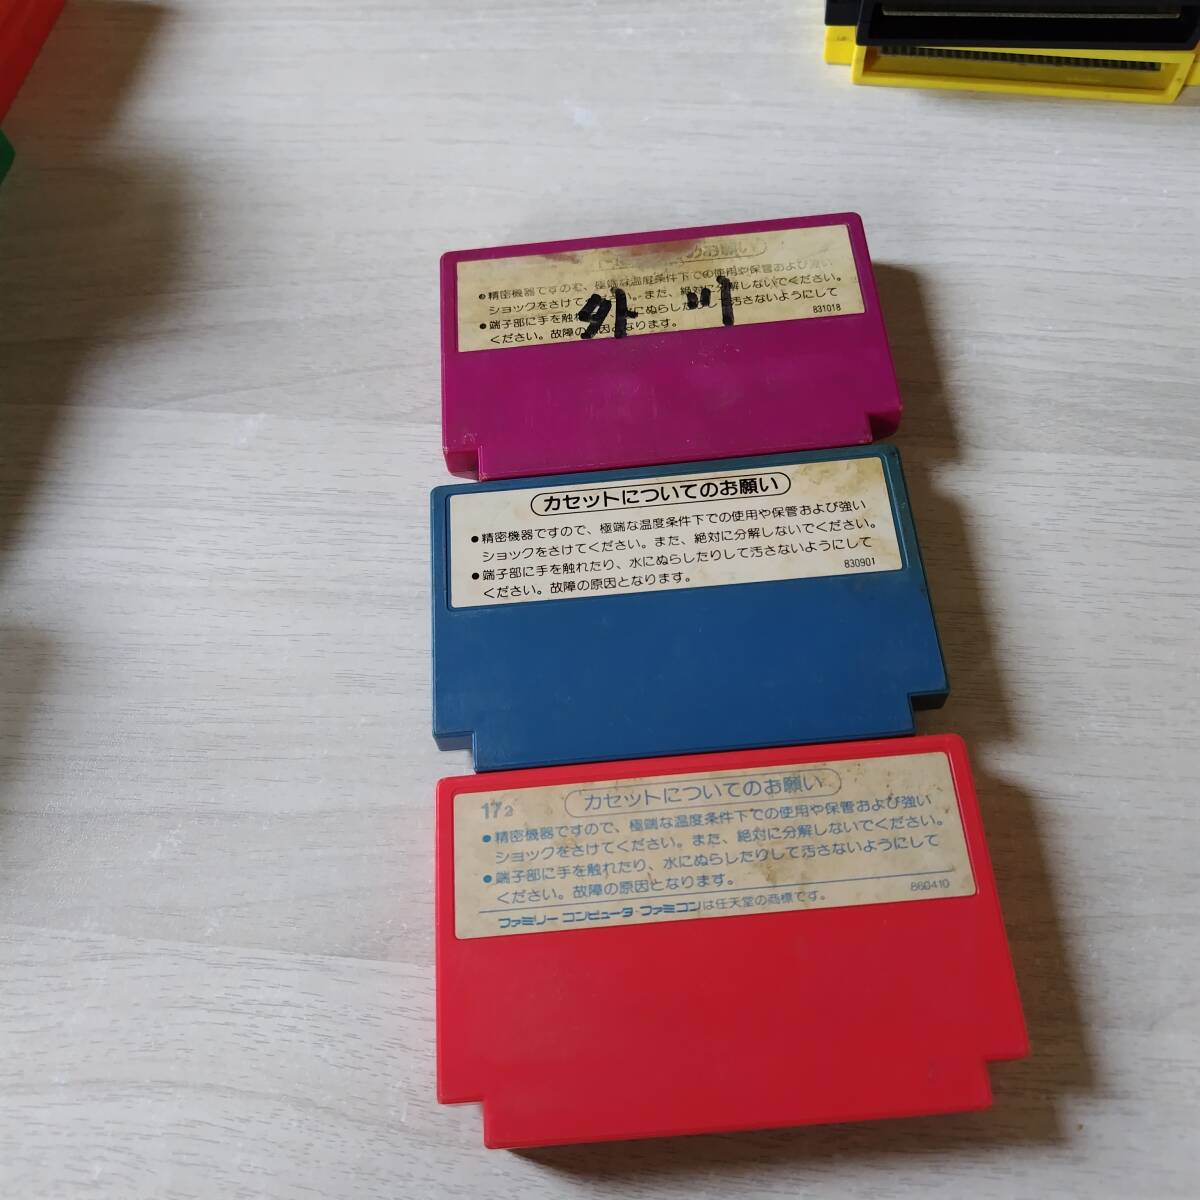 のお願い
●精密機器ですので、極端な温度条件下での使用や保管および強い
ショックをさけてください。また、絶対に分解しないでください。
●端子部に手を触れ 水にぬらしたりして汚さないようにして
ください。故障の原因となります。
831018
外川
カセットについてのお願い
●精密機器ですので、極端な温度条件下での使用や保管および強い
ショックをさけてください。また、絶対に分解しないでください。
●端子部に手を触れたり、水にぬらしたりして汚さないようにして
ください。故障の原因となります。
830901
172
カセットについてのお願い
●精密機器ですので、極端な温度条件下での使用や保管および強い
ショックをさけてください。また、絶対に分解しないでください。
●端子部に手を触れたり、水にぬらしたりして汚さないようにして
ください。故障の原因となります。
860410
ファミリーコンピュータ・ファミコンは任天堂の商標です。